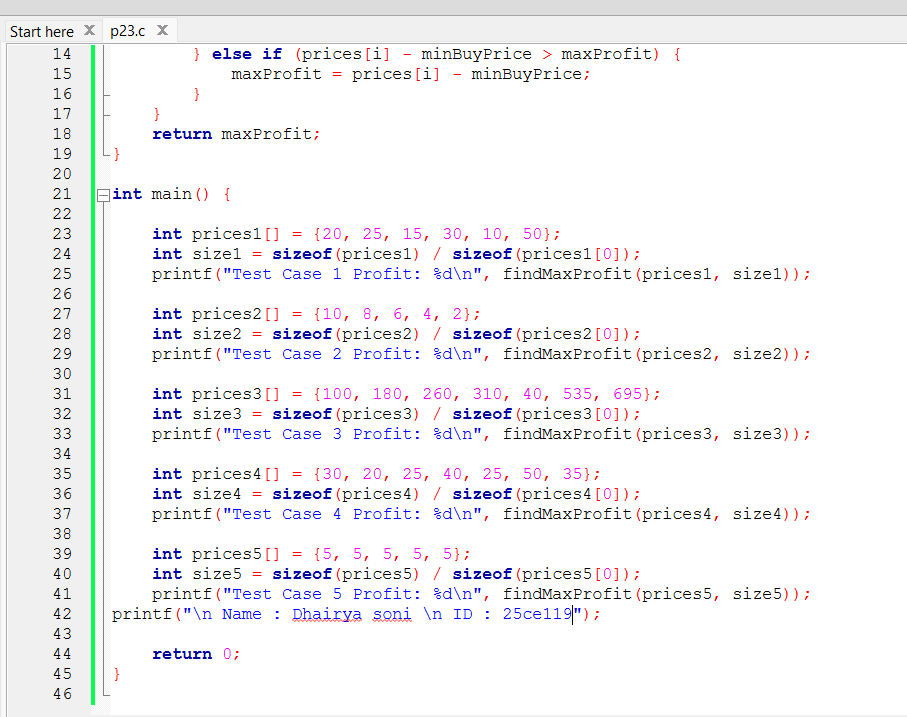 Start here X p23.c X
14 } else if (prices[i] - minBuyPrice > maxProfit) {
15 maxProfit = prices[i] - minBuyPrice;
16 }
17 }
18 return maxProfit;
19 }
20
21 int main() {
22
23 int prices1[] = {20, 25, 15, 30, 10, 50};
24 int size1 = sizeof(prices1) / sizeof(prices1[0]);
25 printf("Test Case 1 Profit: %d\n", findMaxProfit(prices1, size1));
26
27 int prices2[] = {10, 8, 6, 4, 2};
28 int size2 = sizeof(prices2) / sizeof(prices2[0]);
29 printf("Test Case 2 Profit: %d\n", findMaxProfit(prices2, size2));
30
31 int prices3[] = {100, 180, 260, 310, 40, 535, 695};
32 int size3 = sizeof(prices3) / sizeof(prices3[0]);
33 printf("Test Case 3 Profit: %d\n", findMaxProfit(prices3, size3));
34
35 int prices4[] = {30, 20, 25, 40, 25, 50, 35};
36 int size4 = sizeof(prices4) / sizeof(prices4[0]);
37 printf("Test Case 4 Profit: %d\n", findMaxProfit(prices4, size4));
38
39 int prices5[] = {5, 5, 5, 5, 5};
40 int size5 = sizeof(prices5) / sizeof(prices5[0]);
41 printf("Test Case 5 Profit: %d\n", findMaxProfit(prices5, size5));
42 printf("\n Name : Dhairya soni \n ID : 25ce119");
43
44 return 0;
45 }
46